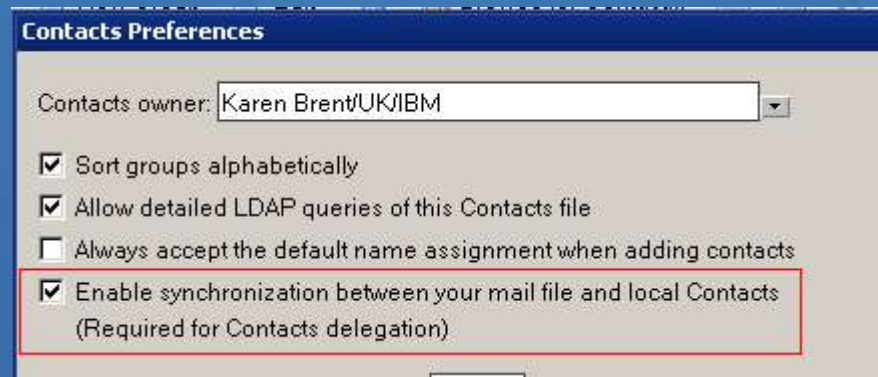 Contacts Preferences
Contacts owner: Karen Brent/UK/IBM
Sort groups alphabetically
Allow detailed LDAP queries of this Contacts file
Always accept the default name assignment when adding contacts
Enable synchronization between your mail file and local Contacts
(Required for Contacts delegation)